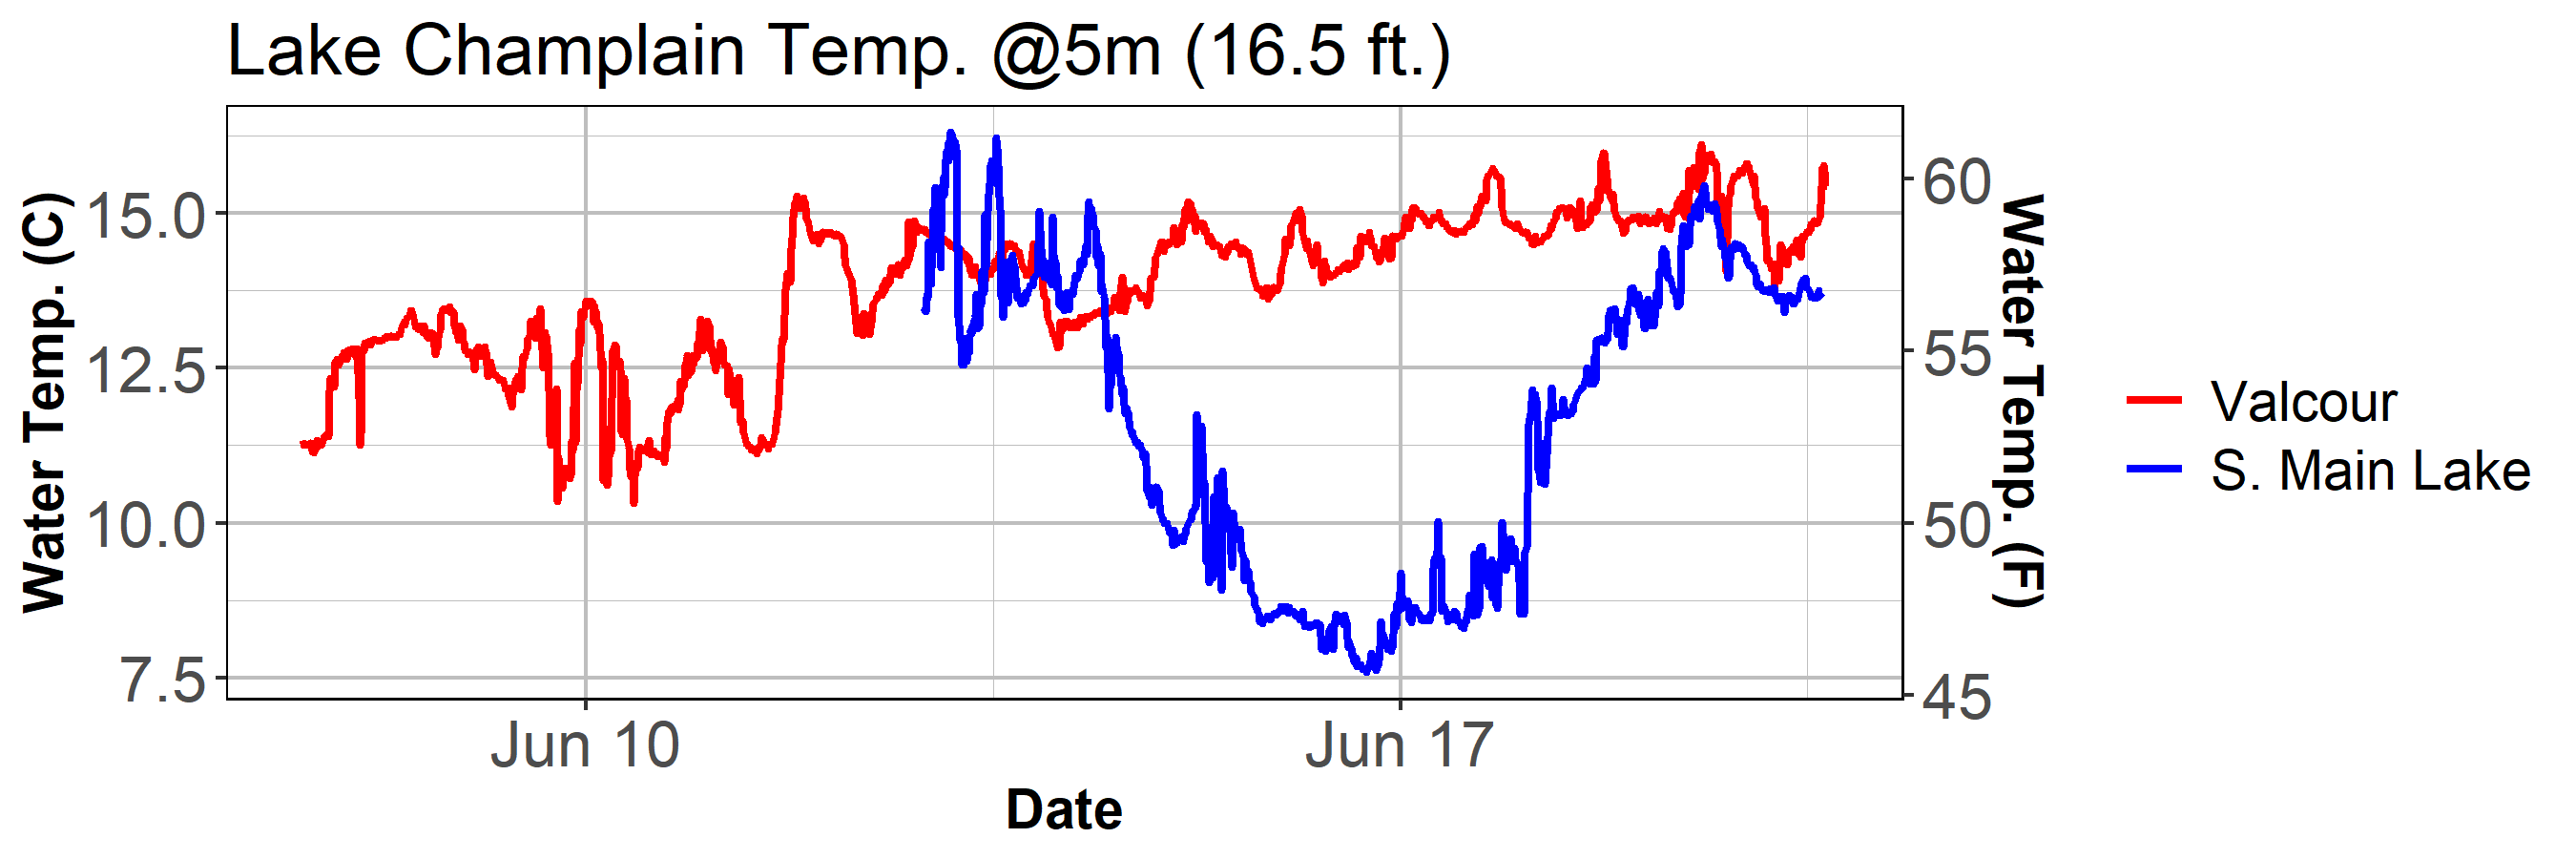 Lake Champlain Temp. @5m (16.5 ft.)
Water Temp. (C)
15.0
12.5
10.0
7.5
60
55
50
45
Water Temp. (F)
Jun 10
Jun 17
Date
Valcour
S. Main Lake